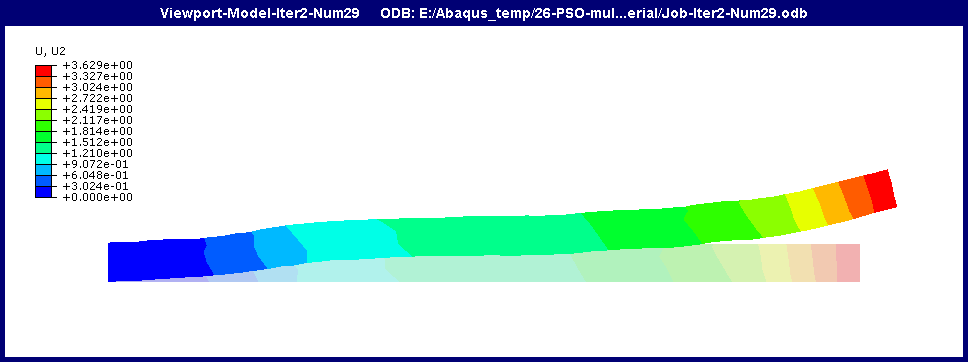 Viewport-Model-Iter2-Num29 ODB: E:/Abaqus_temp/26-PSO-mul...erial/Job-Iter2-Num29.odb
U, U2
+3.629e+00
+3.327e+00
+3.024e+00
+2.722e+00
+2.419e+00
+2.117e+00
+1.814e+00
+1.512e+00
+1.210e+00
+9.072e-01
+6.048e-01
+3.024e-01
+0.000e+00